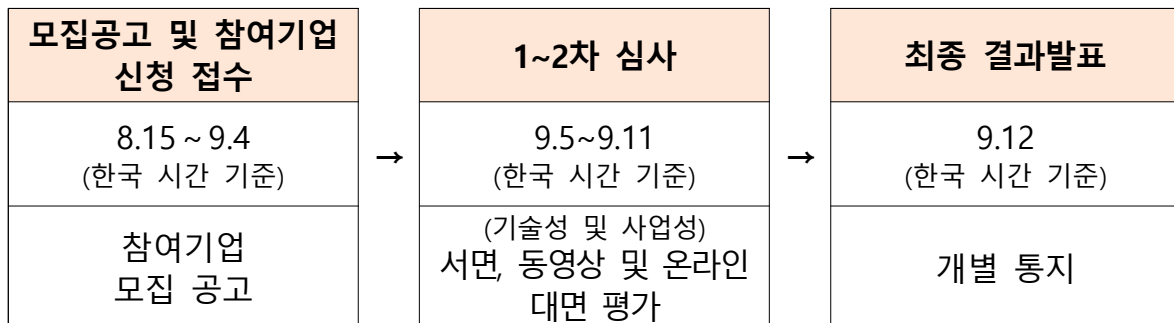 모집공고 및 참여기업
신청 접수
8.15 ~ 9.4
(한국 시간 기준)
참여기업
모집 공고
→
1~2차 심사
9.5~9.11
(한국 시간 기준)
(기술성 및 사업성)
서면, 동영상 및 온라인
대면 평가
→
최종 결과발표
9.12
(한국 시간 기준)
개별 통지